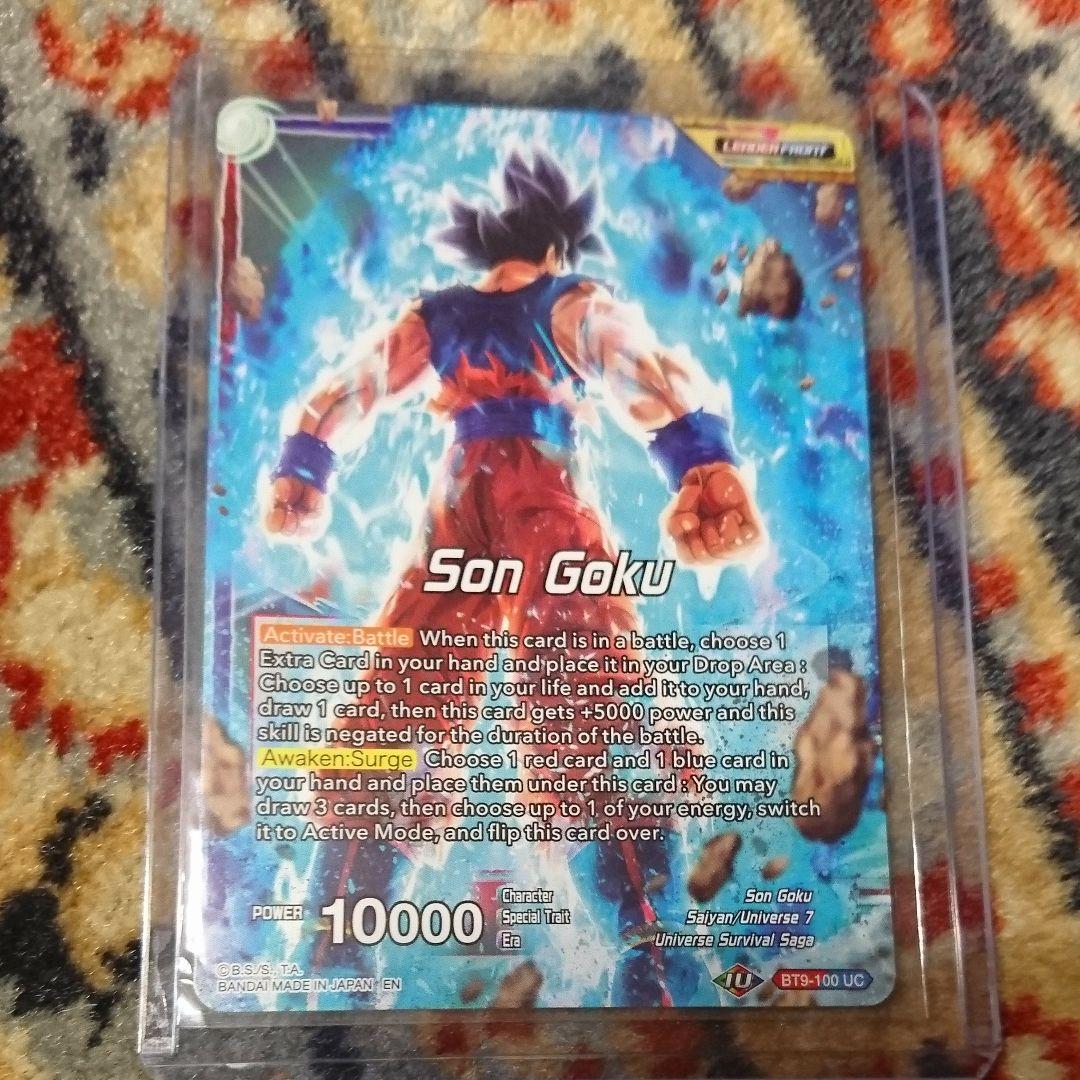 LEADER FRONT
Son Goku
Activate:Battle When this card is in a battle, choose 1
Extra Card in your hand and place it in your Drop Area :
Choose up to 1 card in your life and add it to your hand,
draw 1 card, then this card gets +5000 power and this
skill is negated for the duration of the battle.
Awaken:Surge Choose 1 red card and 1 blue card in
your hand and place them under this card : You may
draw 3 cards, then choose up to 1 of your energy, switch
it to Active Mode, and flip this card over.
POWER 10000
Character Son Goku
Special Trait Saiyan/Universe 7
Era Universe Survival Saga
©B.S./S., T.A.
BANDAI MADE IN JAPAN EN
IU BT9-100 UC